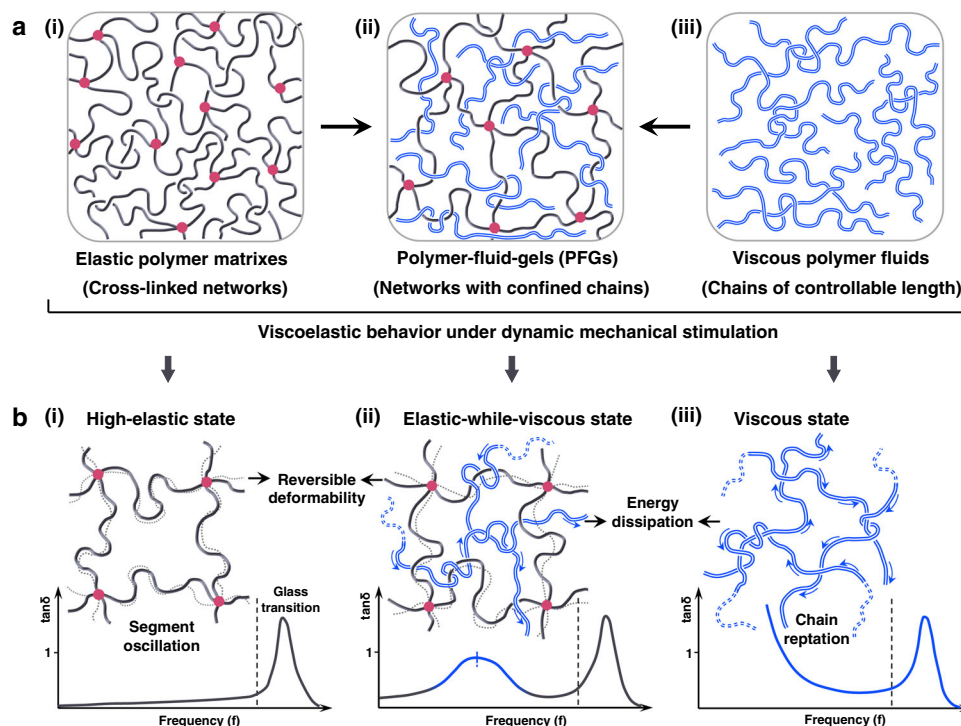 a (i) (ii) (iii)
Elastic polymer matrixes
(Cross-linked networks)
Polymer-fluid-gels (PFGs)
(Networks with confined chains)
Viscous polymer fluids
(Chains of controllable length)
Viscoelastic behavior under dynamic mechanical stimulation
b (i) (ii) (iii)
High-elastic state
Elastic-while-viscous state
Viscous state
Reversible
deformability
Energy
dissipation
tanδ
1
Segment
oscillation
Glass
transition
Frequency (f)
tanδ
1
Frequency (f)
tanδ
1
Chain
reptation
Frequency (f)